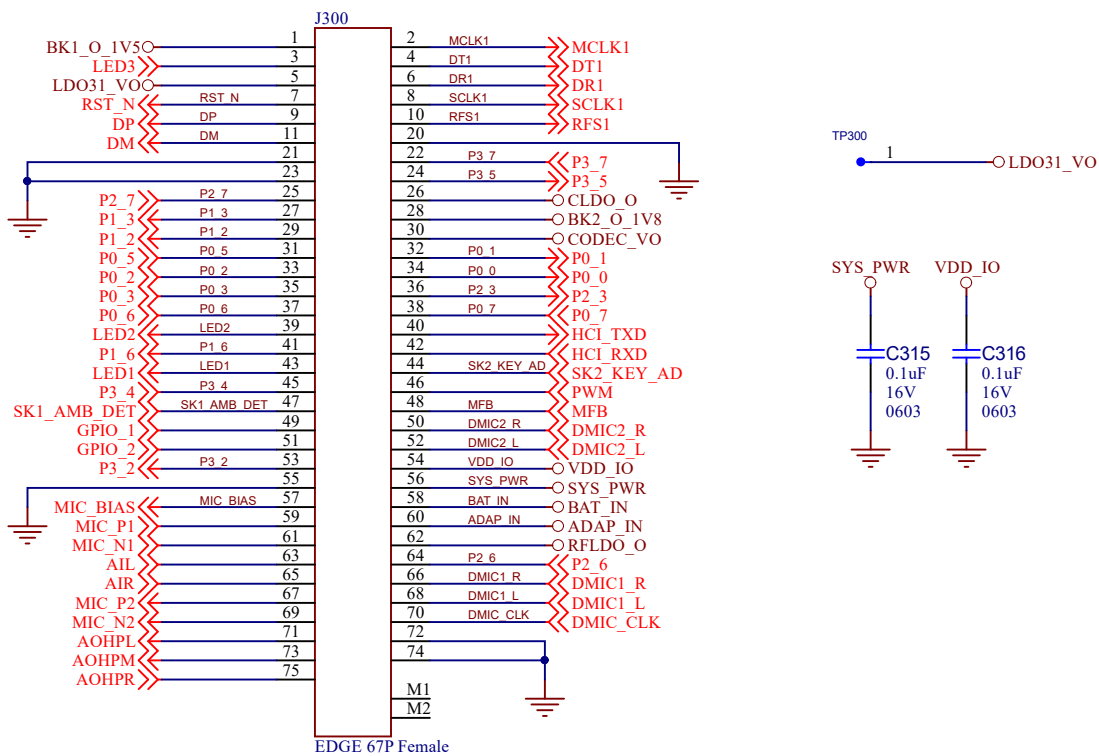 J300
BK1_O_1V5 1 2 MCLK1 MCLK1
LED3 3 4 DT1 DT1
LDO31_VO 5 6 DR1 DR1
RST_N RST_N 7 8 SCLK1 SCLK1
DP DP 9 10 RFS1 RFS1
DM DM 11 20
21 22 P3_7 P3_7
23 24 P3_5 P3_5
P2_7 P2_7 25 26 CLDO_O
P1_3 P1_3 27 28 BK2_O_1V8
P1_2 P1_2 29 30 CODEC_VO
P0_5 P0_5 31 32 P0_1 P0_1
P0_2 P0_2 33 34 P0_0 P0_0
P0_3 P0_3 35 36 P2_3 P2_3
P0_6 P0_6 37 38 P0_7 P0_7
LED2 LED2 39 40 HCI_TXD
P1_6 P1_6 41 42 HCI_RXD
LED1 LED1 43 44 SK2_KEY_AD SK2_KEY_AD
P3_4 P3_4 45 46 PWM
SK1_AMB_DET SK1_AMB_DET 47 48 MFB MFB
GPIO_1 49 50 DMIC2_R DMIC2_R
GPIO_2 51 52 DMIC2_L DMIC2_L
P3_2 P3_2 53 54 VDD_IO VDD_IO
55 56 SYS_PWR SYS_PWR
MIC_BIAS MIC_BIAS 57 58 BAT_IN BAT_IN
MIC_P1 59 60 ADAP_IN ADAP_IN
MIC_N1 61 62 RFLDO_O
AIL 63 64 P2_6 P2_6
AIR 65 66 DMIC1_R DMIC1_R
MIC_P2 67 68 DMIC1_L DMIC1_L
MIC_N2 69 70 DMIC_CLK DMIC_CLK
AOHPL 71 72
AOHPM 73 74
AOHPR 75
M1
M2
EDGE 67P Female
TP300
1 LDO31_VO
SYS_PWR VDD_IO
C315 C316
0.1uF 0.1uF
16V 16V
0603 0603